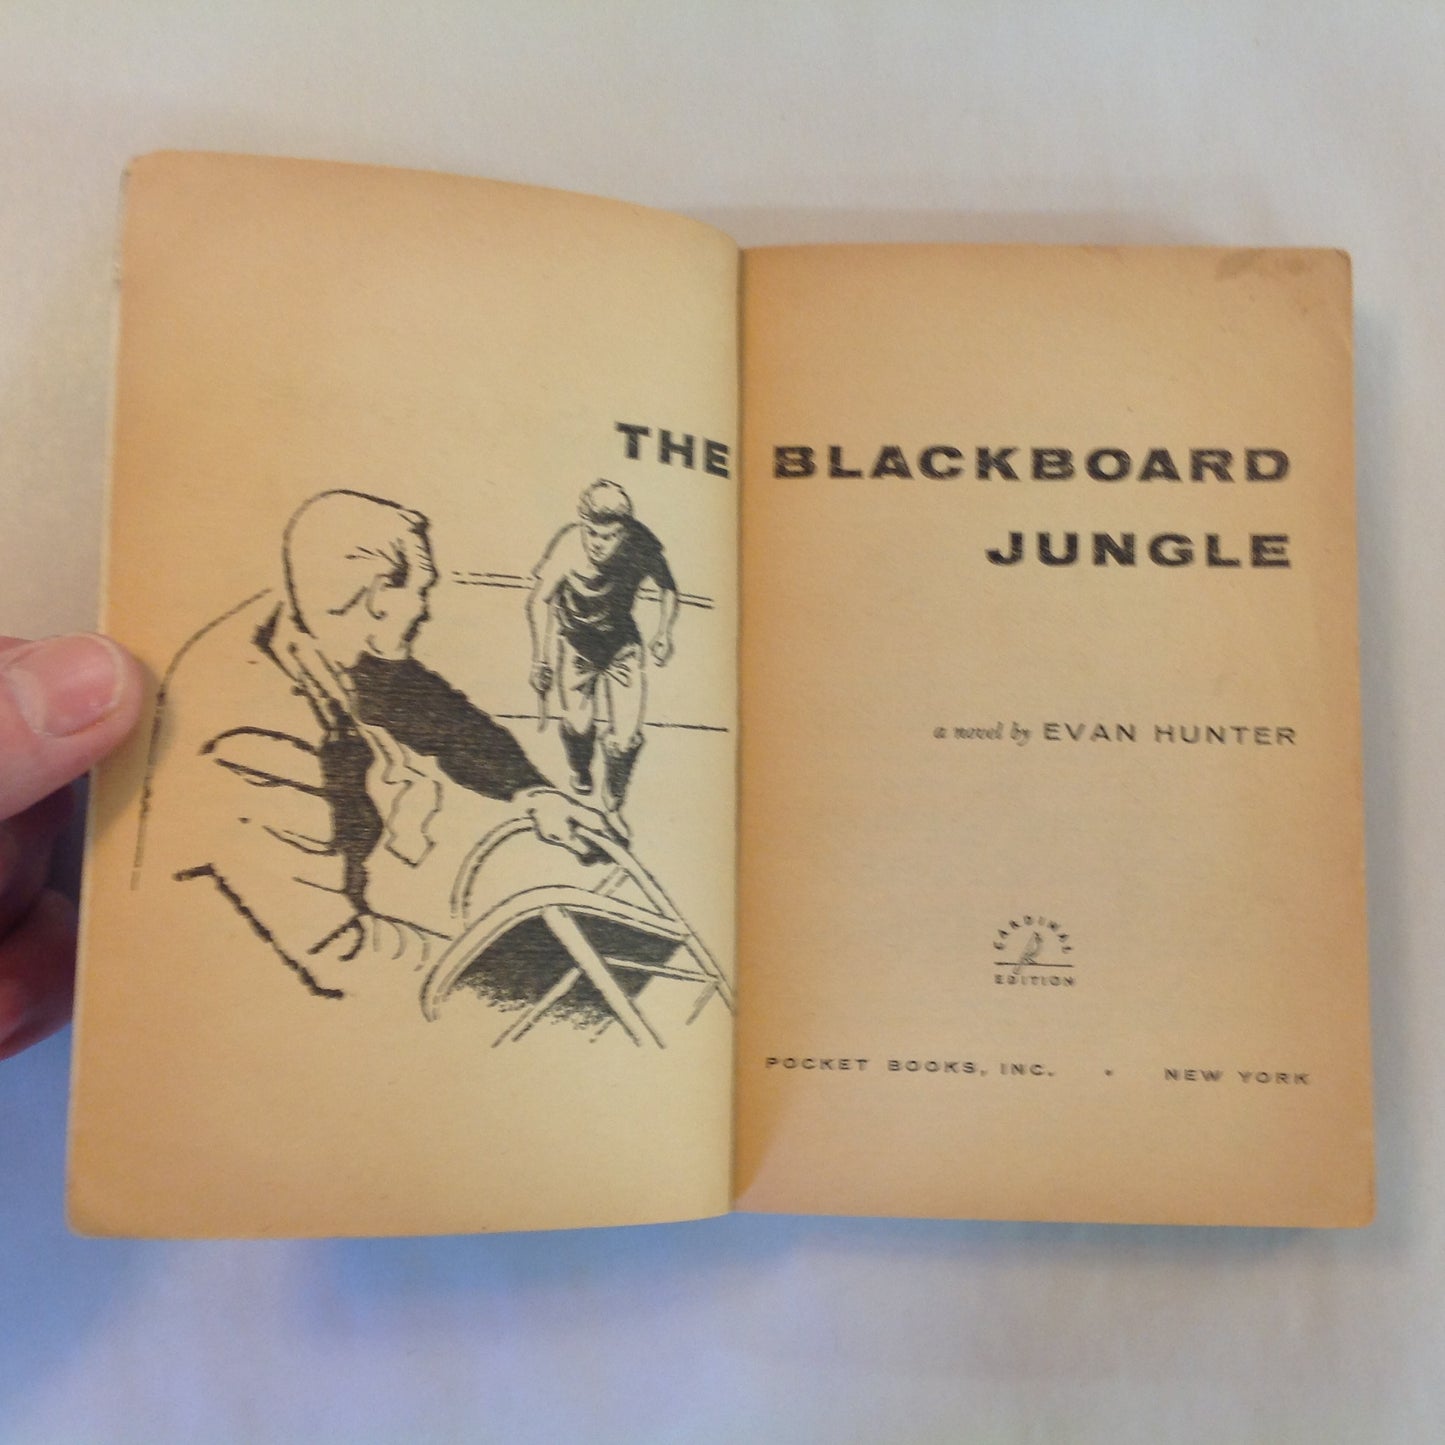 THE BLACKBOARD
JUNGLE
a novel by EVAN HUNTER
CARDINAL
EDITION
POCKET BOOKS, INC. • NEW YORK